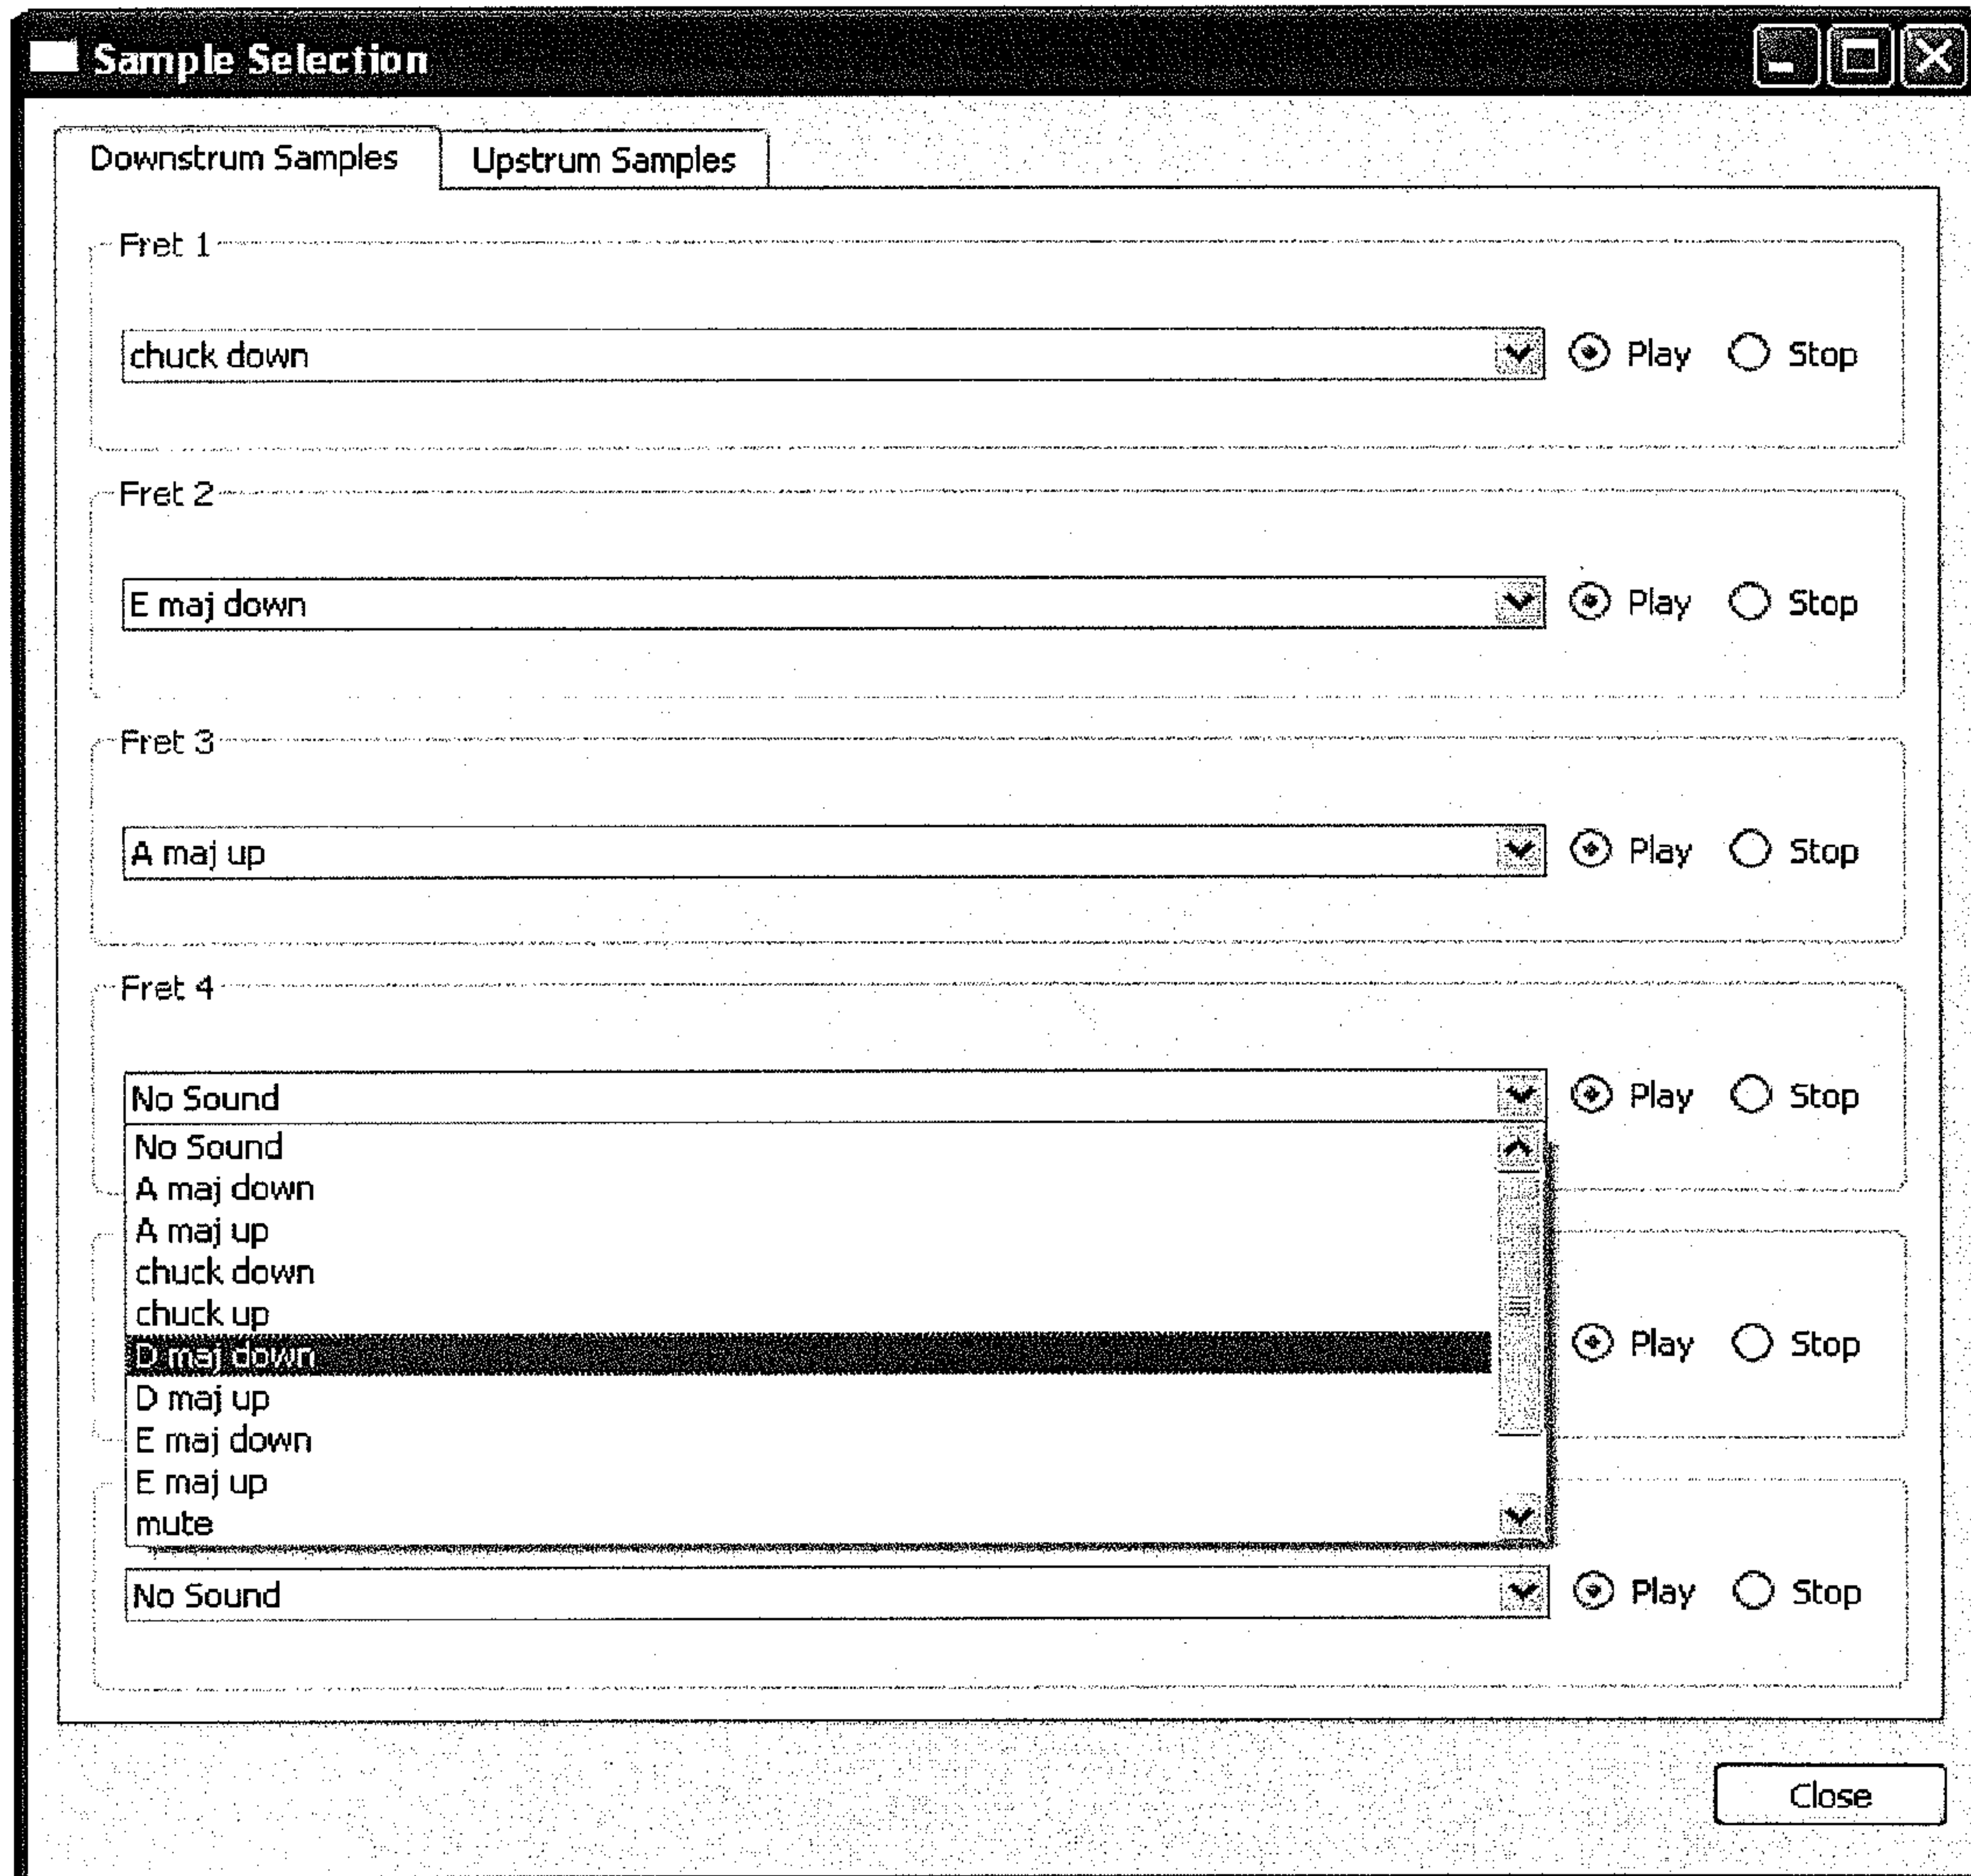 Sample Selection
Downstrum Samples Upstrum Samples
Fret 1
chuck down Play Stop
Fret 2
E maj down Play Stop
Fret 3
A maj up Play Stop
Fret 4
No Sound Play Stop
No Sound
A maj down
A maj up
chuck down
chuck up
D maj down Play Stop
D maj up
E maj down
E maj up
mute
No Sound Play Stop
Close